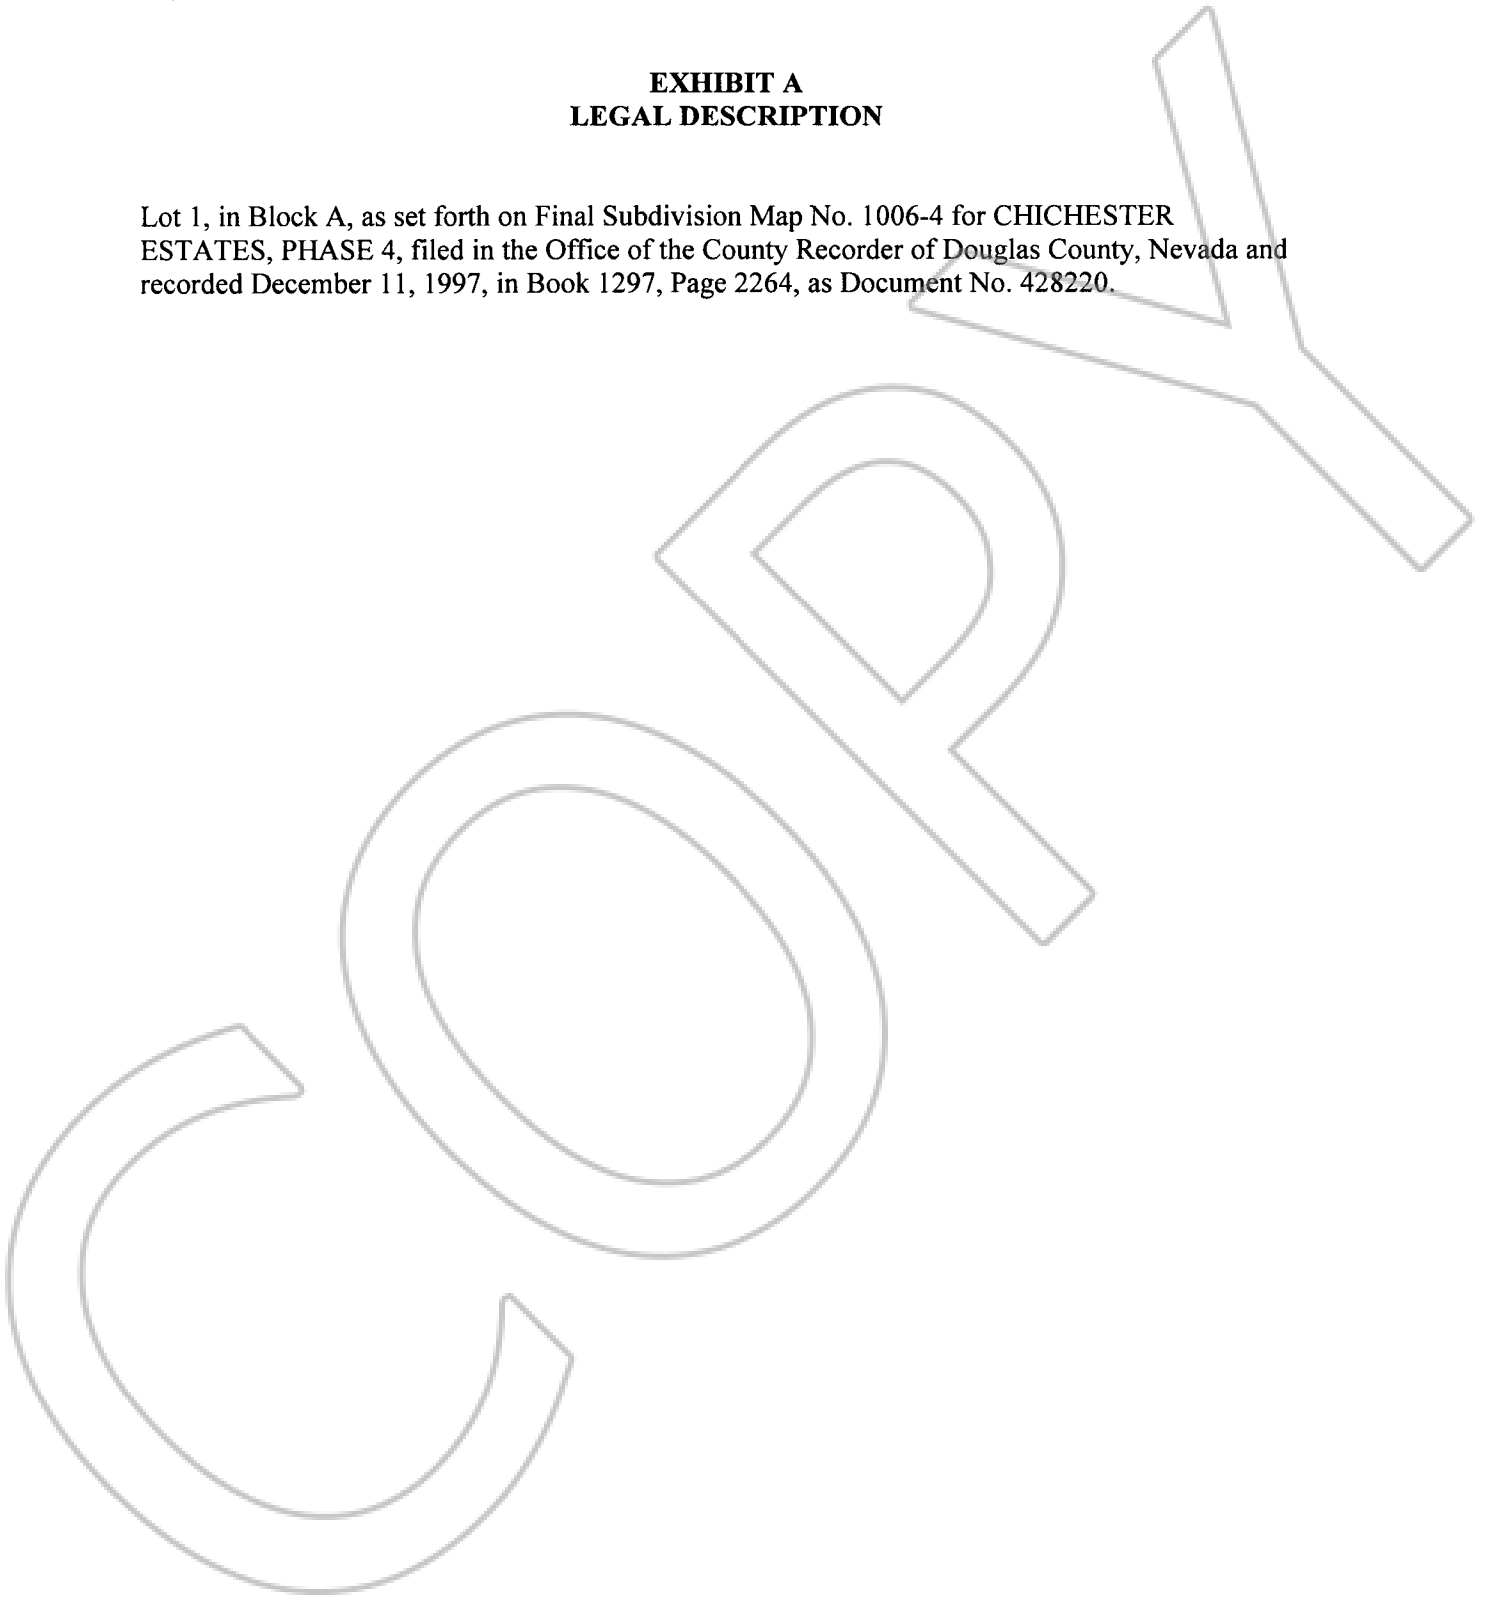 EXHIBIT A
LEGAL DESCRIPTION
Lot 1, in Block A, as set forth on Final Subdivision Map No. 1006-4 for CHICHESTER
ESTATES, PHASE 4, filed in the Office of the County Recorder of Douglas County, Nevada and
recorded December 11, 1997, in Book 1297, Page 2264, as Document No. 428220.
COPY